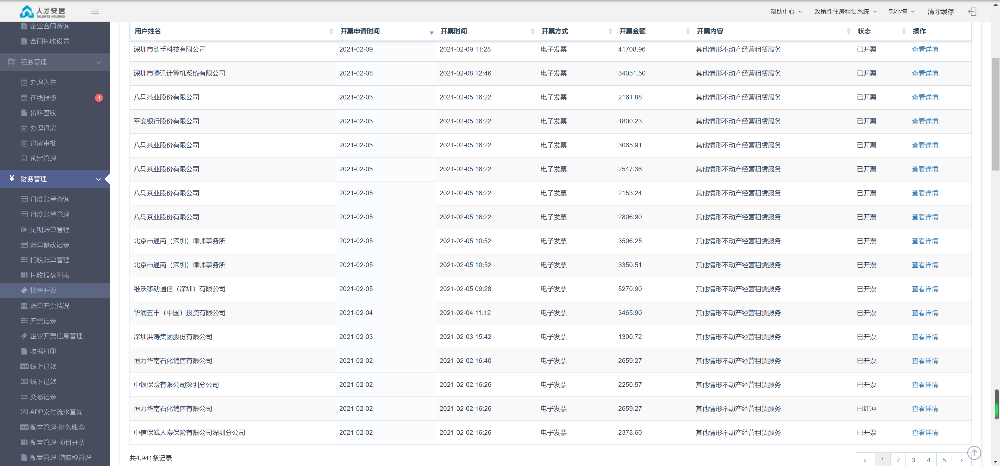 人才安居
TALENTS HOUSING
帮助中心 政策性住房租赁系统 郭小博 清除缓存
企业合同查询
合同托收设置
租务管理
办理入住
在线报修 1
资料签收
办理退房
退房审批
预定管理
¥ 财务管理
月度账单查询
月度账单管理
尾期账单管理
账单修改记录
托收账单管理
托收报盘列表
批量开票
账单开票情况
开票记录
企业开票信息管理
收据打印
VISA 线上退款
线下退款
交易记录
APP支付流水查询
VISA 配置管理-财务账套
配置管理-项目开票
配置管理-增值税管理
用户姓名 开票申请时间 开票时间 开票方式 开票金额 开票内容 状态 操作
深圳市随手科技有限公司 2021-02-09 2021-02-09 11:28 电子发票 41708.96 其他情形不动产经营租赁服务 已开票 查看详情
深圳市腾讯计算机系统有限公司 2021-02-08 2021-02-08 12:46 电子发票 34051.50 其他情形不动产经营租赁服务 已开票 查看详情
八马茶业股份有限公司 2021-02-05 2021-02-05 16:22 电子发票 2161.88 其他情形不动产经营租赁服务 已开票 查看详情
平安银行股份有限公司 2021-02-05 2021-02-05 16:22 电子发票 1800.23 其他情形不动产经营租赁服务 已开票 查看详情
八马茶业股份有限公司 2021-02-05 2021-02-05 16:22 电子发票 3065.91 其他情形不动产经营租赁服务 已开票 查看详情
八马茶业股份有限公司 2021-02-05 2021-02-05 16:22 电子发票 2547.36 其他情形不动产经营租赁服务 已开票 查看详情
八马茶业股份有限公司 2021-02-05 2021-02-05 16:22 电子发票 2153.24 其他情形不动产经营租赁服务 已开票 查看详情
八马茶业股份有限公司 2021-02-05 2021-02-05 16:22 电子发票 2806.90 其他情形不动产经营租赁服务 已开票 查看详情
北京市通商（深圳）律师事务所 2021-02-05 2021-02-05 10:52 电子发票 3506.25 其他情形不动产经营租赁服务 已开票 查看详情
北京市通商（深圳）律师事务所 2021-02-05 2021-02-05 10:52 电子发票 3350.51 其他情形不动产经营租赁服务 已开票 查看详情
维沃移动通信（深圳）有限公司 2021-02-05 2021-02-05 09:28 电子发票 5270.90 其他情形不动产经营租赁服务 已开票 查看详情
华润五丰（中国）投资有限公司 2021-02-04 2021-02-04 11:12 电子发票 3465.90 其他情形不动产经营租赁服务 已开票 查看详情
深圳洪涛集团股份有限公司 2021-02-03 2021-02-03 15:42 电子发票 1300.72 其他情形不动产经营租赁服务 已开票 查看详情
恒力华南石化销售有限公司 2021-02-02 2021-02-02 16:40 电子发票 2659.27 其他情形不动产经营租赁服务 已开票 查看详情
中银保险有限公司深圳分公司 2021-02-02 2021-02-02 16:26 电子发票 2250.57 其他情形不动产经营租赁服务 已开票 查看详情
恒力华南石化销售有限公司 2021-02-02 2021-02-02 16:26 电子发票 2659.27 其他情形不动产经营租赁服务 已红冲 查看详情
中信保诚人寿保险有限公司深圳分公司 2021-02-02 2021-02-02 16:26 电子发票 2378.60 其他情形不动产经营租赁服务 已开票 查看详情
共4,941条记录 ‹ 1 2 3 4 5 ›